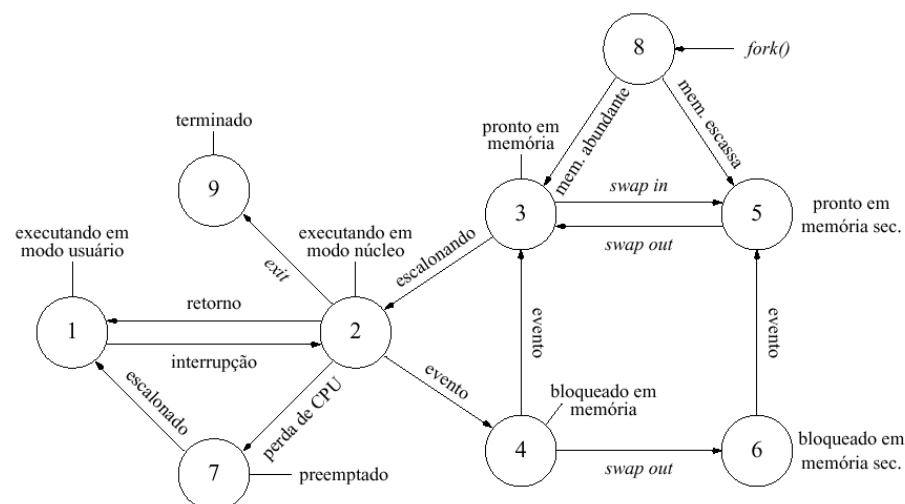 8
fork()
mem. abundante
mem. escassa
terminado
9
pronto em
memória
3
swap in
swap out
5
pronto em
memória sec.
executando em
modo usuário
1
executando em
modo núcleo
2
exit
escalonando
retorno
interrupção
escalonado
perda de CPU
evento
evento
evento
7
preemptado
4
bloqueado em
memória
swap out
6
bloqueado em
memória sec.